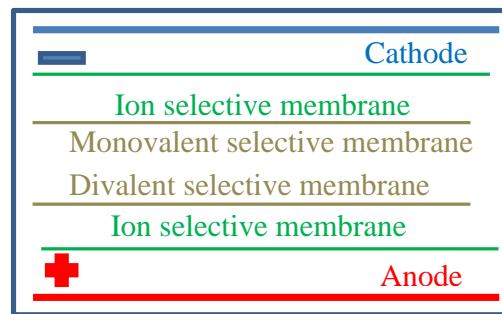 Cathode
Ion selective membrane
Monovalent selective membrane
Divalent selective membrane
Ion selective membrane
Anode